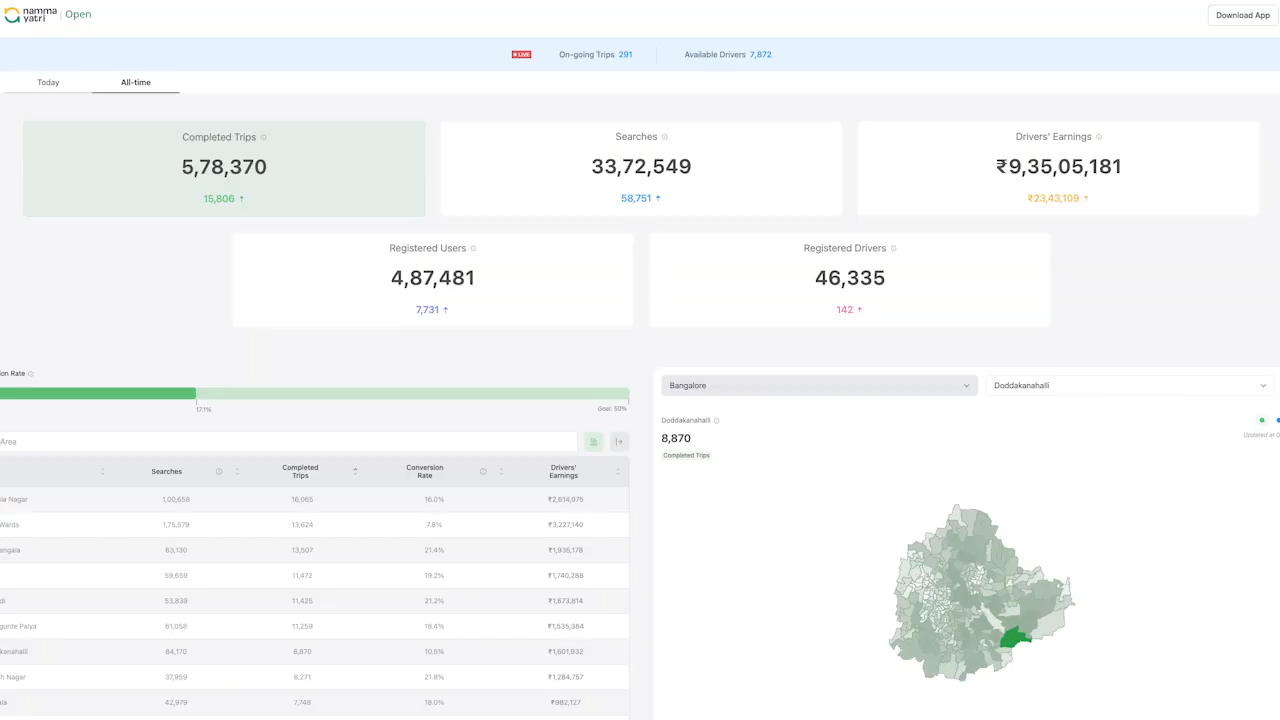 namma yatri | Open
Download App
LIVE
On-going Trips 291
Available Drivers 7,872
Today
All-time
Completed Trips
5,78,370
15,806 ↑
Searches
33,72,549
58,751 ↑
Drivers' Earnings
₹9,35,05,181
₹23,43,109 ↑
Registered Users
4,87,481
7,731 ↑
Registered Drivers
46,335
142 ↑
on Rate
17.1%
Goal: 50%
Area
Searches
Completed Trips
Conversion Rate
Drivers' Earnings
Nagar 1,00,658 16,065 16.0% ₹2,614,975
Wards 1,75,579 13,624 7.8% ₹3,227,140
63,130 13,507 21.4% ₹1,936,178
59,659 11,472 19.2% ₹1,740,288
di 53,839 11,425 21.2% ₹1,673,814
gunte Palya 61,058 11,259 18.4% ₹1,535,384
84,170 8,870 10.5% ₹1,601,932
h Nagar 37,959 8,271 21.8% ₹1,284,757
42,979 7,748 18.0% ₹982,127
Bangalore
Doddakanahalli
Doddakanahalli
8,870
Completed Trips
Updated at